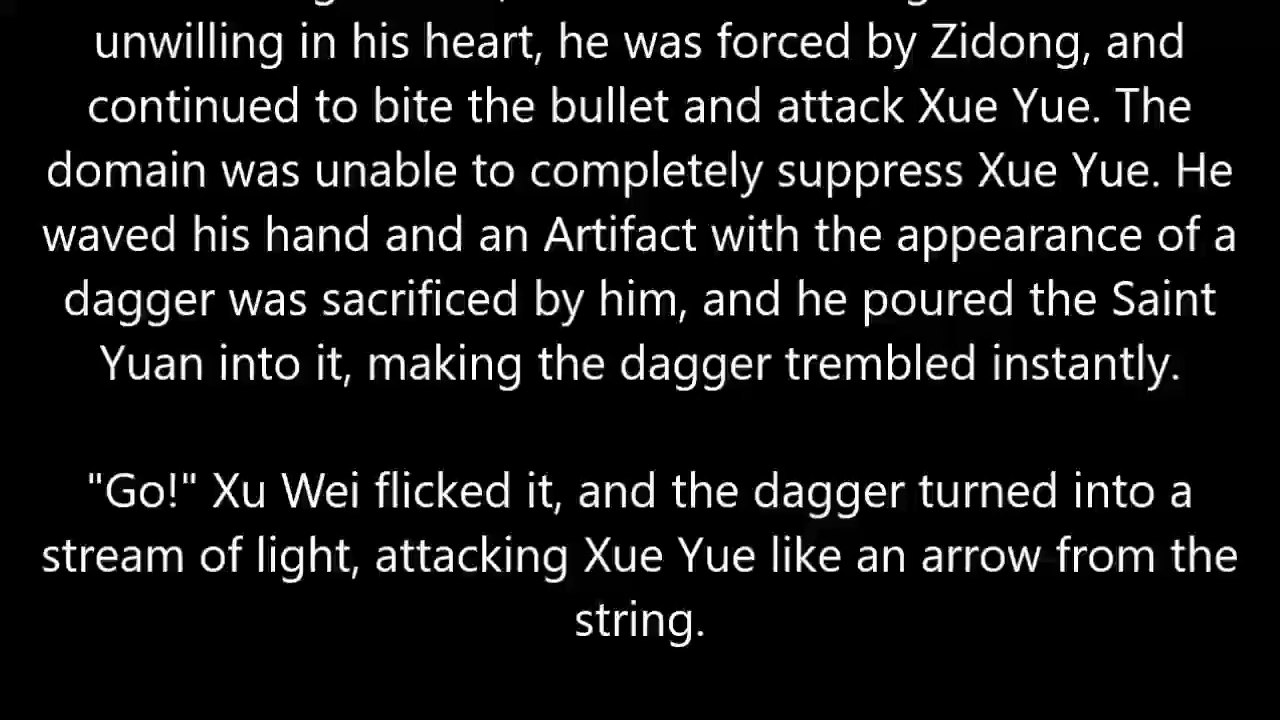 unwilling in his heart, he was forced by Zidong, and
continued to bite the bullet and attack Xue Yue. The
domain was unable to completely suppress Xue Yue. He
waved his hand and an Artifact with the appearance of a
dagger was sacrificed by him, and he poured the Saint
Yuan into it, making the dagger trembled instantly.
"Go!" Xu Wei flicked it, and the dagger turned into a
stream of light, attacking Xue Yue like an arrow from the
string.